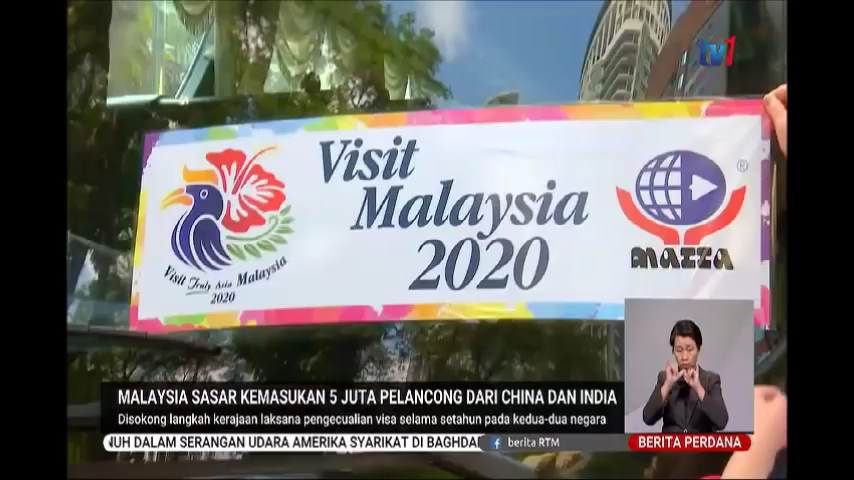 tv1
Visit
Malaysia
2020
Visit Truly Asia Malaysia
2020
®
MATTA
MALAYSIA SASAR KEMASUKAN 5 JUTA PELANCONG DARI CHINA DAN INDIA
Disokong langkah kerajaan laksana pengecualian visa selama setahun pada kedua-dua negara
NUH DALAM SERANGAN UDARA AMERIKA SYARIKAT DI BAGHDA
berita RTM
BERITA PERDANA